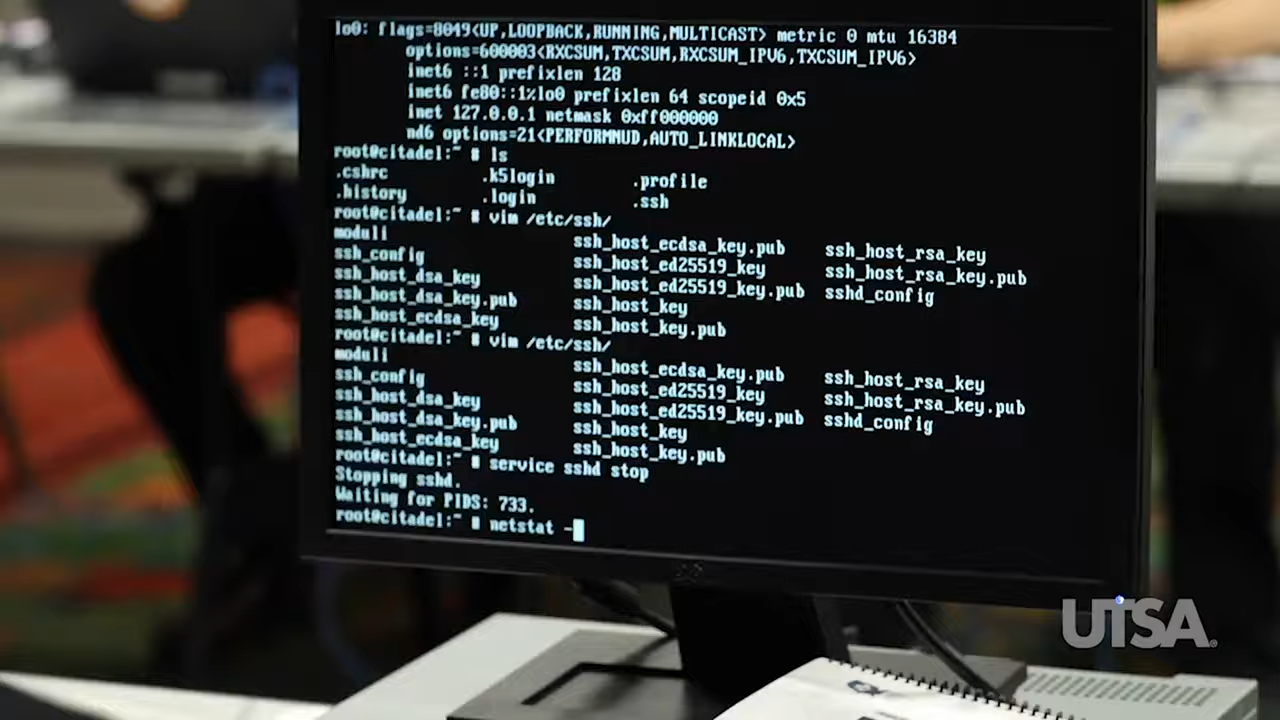 lo0: flags=8049<UP,LOOPBACK,RUNNING,MULTICAST> metric 0 mtu 16384
options=600003<RXCSUM,TXCSUM,RXCSUM_IPV6,TXCSUM_IPV6>
inet6 ::1 prefixlen 128
inet6 fe80::1%lo0 prefixlen 64 scopeid 0x5
inet 127.0.0.1 netmask 0xff000000
nd6 options=21<PERFORMNUD,AUTO_LINKLOCAL>
root@citadel:~ # ls
.cshrc .k5login .profile
.history .login .ssh
root@citadel:~ # vim /etc/ssh/
moduli ssh_host_ecdsa_key.pub ssh_host_rsa_key
ssh_config ssh_host_ed25519_key ssh_host_rsa_key.pub
ssh_host_dsa_key ssh_host_ed25519_key.pub sshd_config
ssh_host_dsa_key.pub ssh_host_key
ssh_host_ecdsa_key ssh_host_key.pub
root@citadel:~ # vim /etc/ssh/
moduli ssh_host_ecdsa_key.pub ssh_host_rsa_key
ssh_config ssh_host_ed25519_key ssh_host_rsa_key.pub
ssh_host_dsa_key ssh_host_ed25519_key.pub sshd_config
ssh_host_dsa_key.pub ssh_host_key
ssh_host_ecdsa_key ssh_host_key.pub
root@citadel:~ # service sshd stop
Stopping sshd.
Waiting for PIDS: 733.
root@citadel:~ # netstat -
UTSA